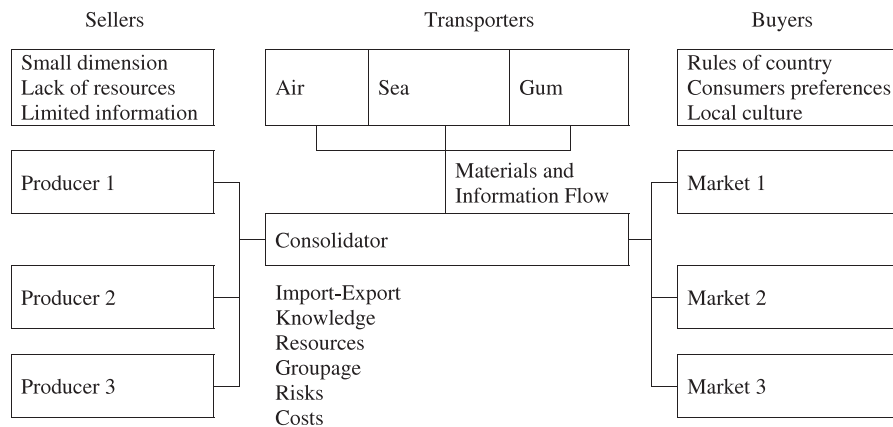 Sellers
Transporters
Buyers
Small dimension
Lack of resources
Limited information
Air
Sea
Gum
Rules of country
Consumers preferences
Local culture
Producer 1
Materials and
Information Flow
Market 1
Consolidator
Producer 2
Market 2
Import-Export
Knowledge
Resources
Groupage
Risks
Costs
Producer 3
Market 3